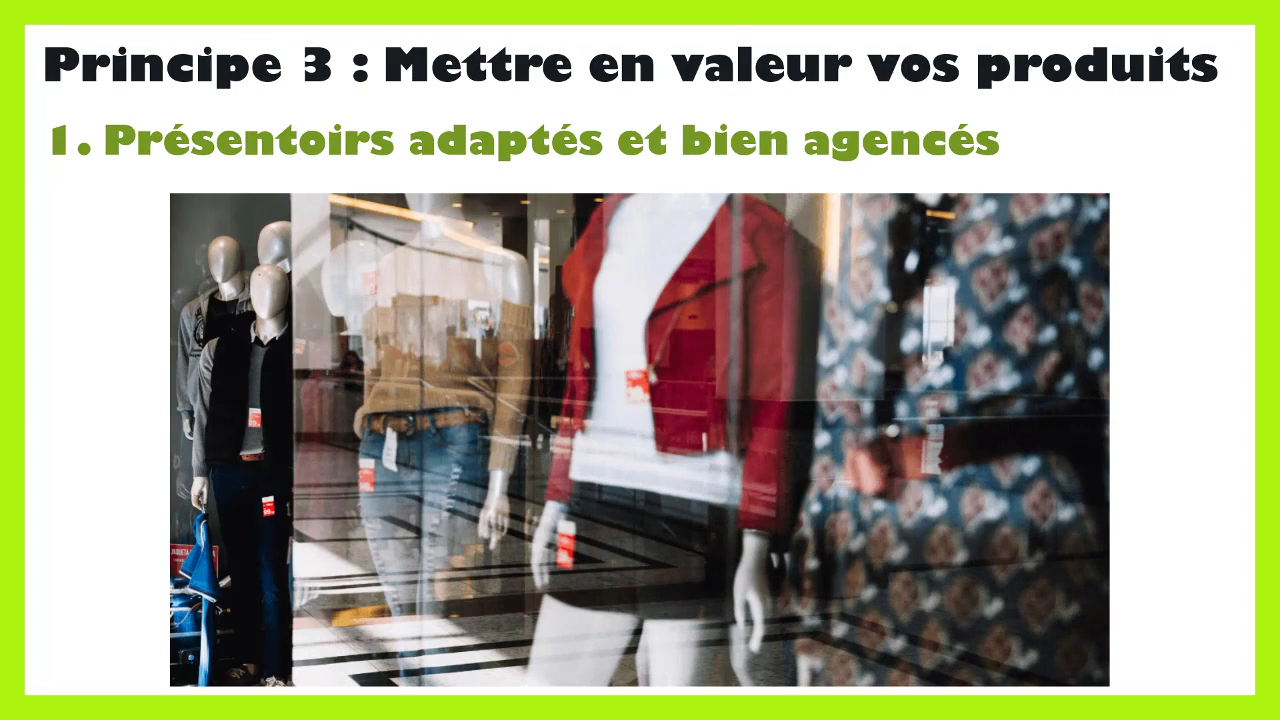 Principe 3 : Mettre en valeur vos produits
1. Présentoirs adaptés et bien agencés